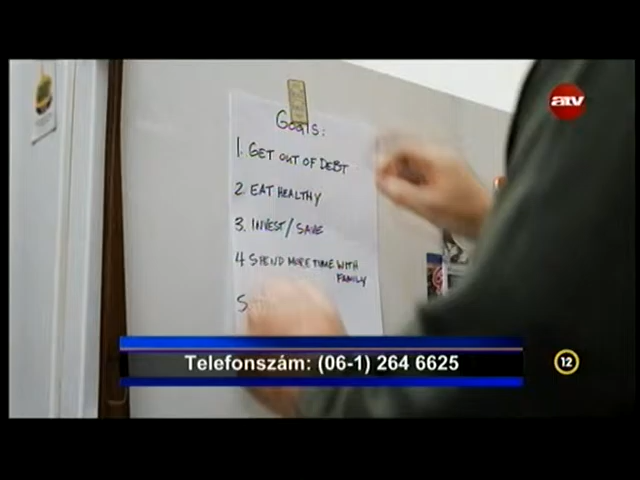 atv
Goals:
1. GET OUT OF DEBT
2. EAT HEALTHY
3. INVEST/SAVE
4 SPEND MORE TIME WITH
FAMILY
5
Telefonszám: (06-1) 264 6625
12